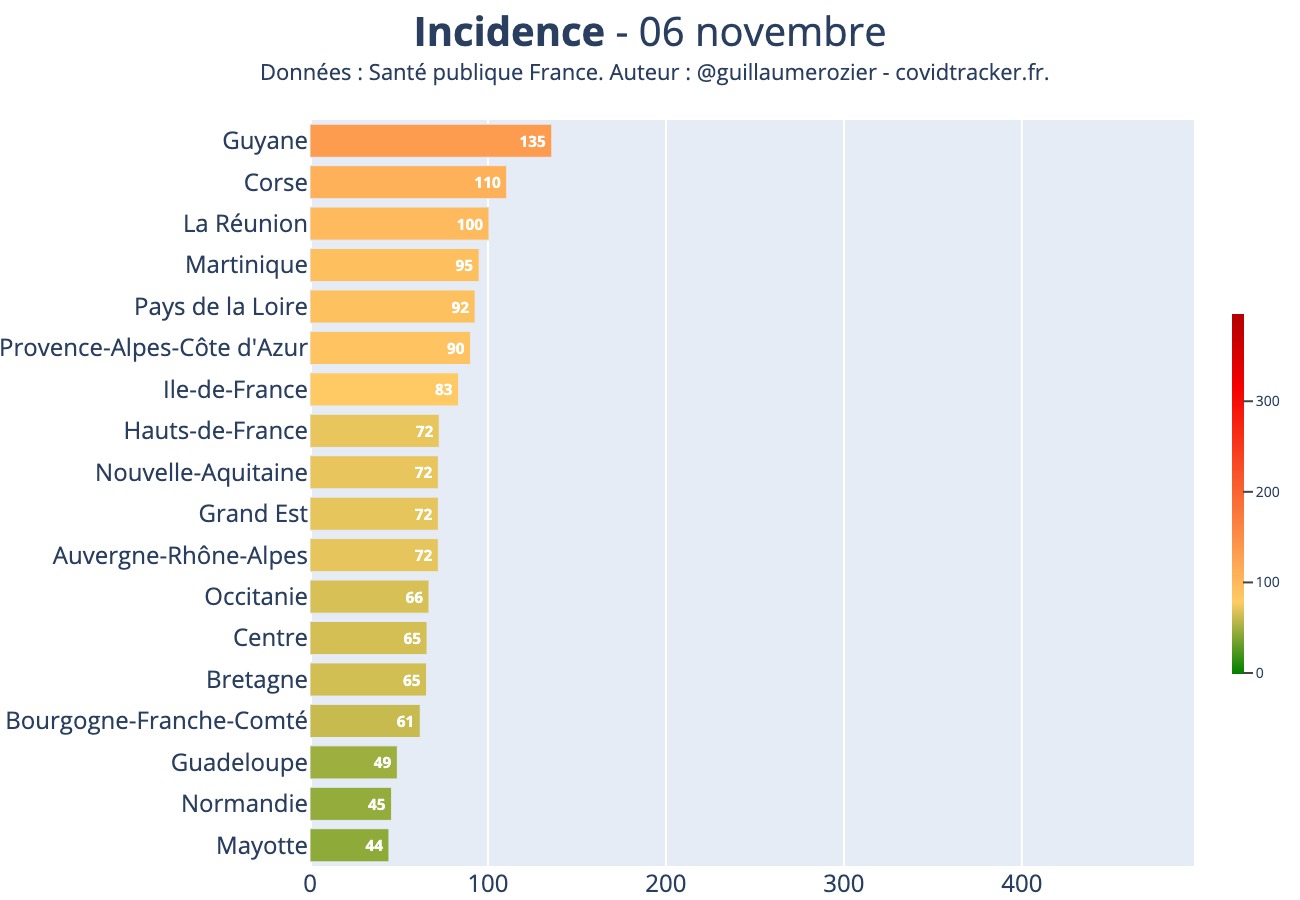 Incidence - 06 novembre
Données : Santé publique France. Auteur : @guillaumerozier - covidtracker.fr.
Guyane 135
Corse 110
La Réunion 100
Martinique 95
Pays de la Loire 92
Provence-Alpes-Côte d'Azur 90
Ile-de-France 83
Hauts-de-France 72
Nouvelle-Aquitaine 72
Grand Est 72
Auvergne-Rhône-Alpes 72
Occitanie 66
Centre 65
Bretagne 65
Bourgogne-Franche-Comté 61
Guadeloupe 49
Normandie 45
Mayotte 44
0 100 200 300 400
300
200
100
0